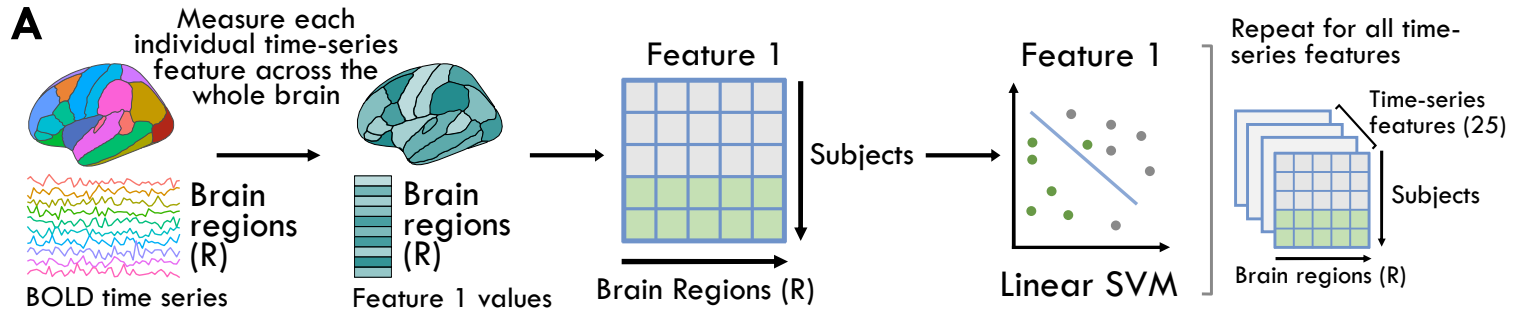 A
Measure each
individual time-series
feature across the
whole brain
Brain
regions
(R)
BOLD time series
Brain
regions
(R)
Feature 1 values
Feature 1
Subjects
Brain Regions (R)
Feature 1
Linear SVM
Repeat for all time-
series features
Time-series
features (25)
Subjects
Brain regions (R)